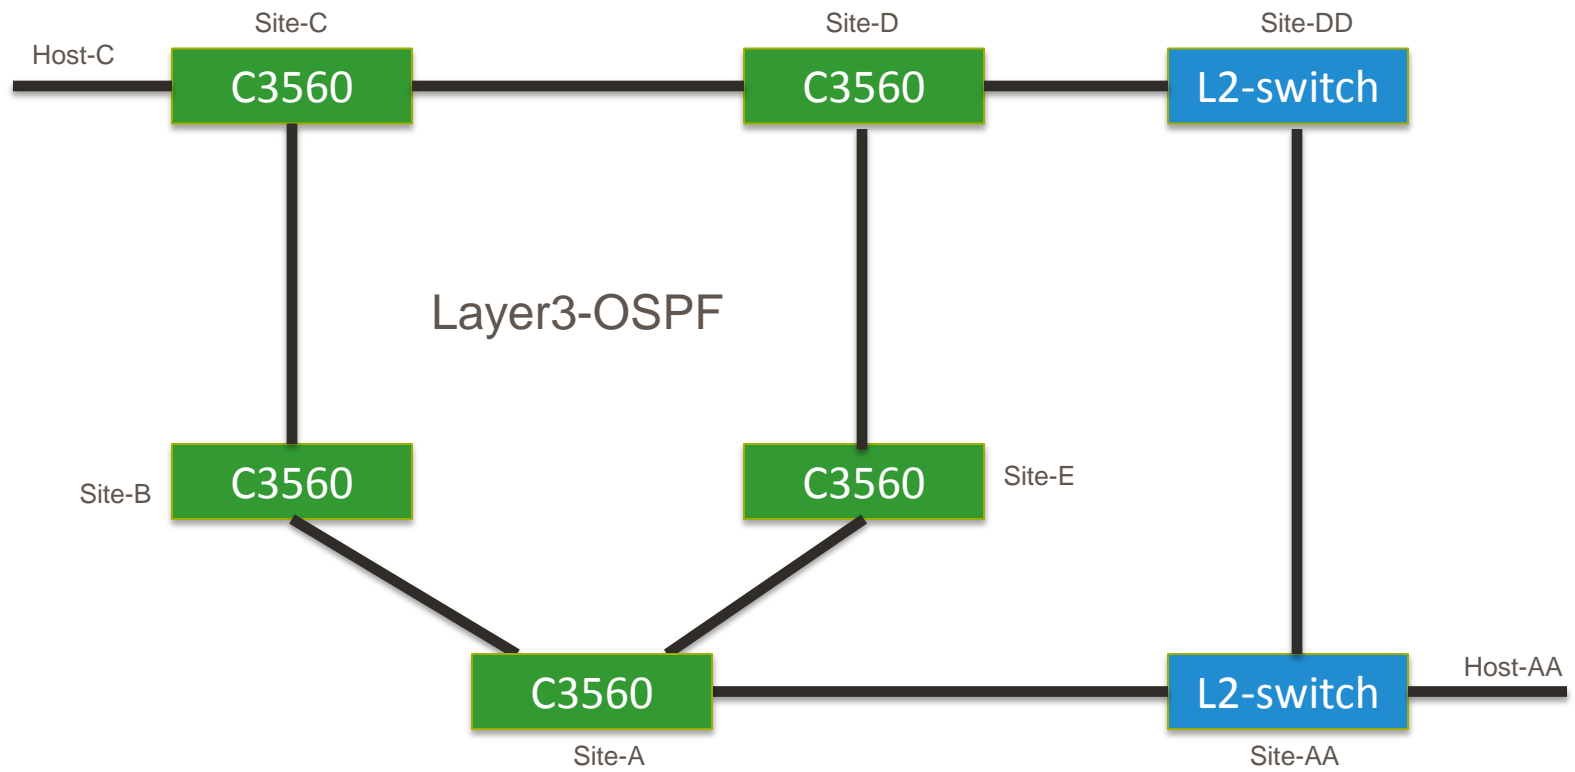 Site-C
Site-D
Site-DD
Host-C
C3560
C3560
L2-switch
Layer3-OSPF
Site-B
C3560
C3560
Site-E
C3560
L2-switch
Host-AA
Site-A
Site-AA